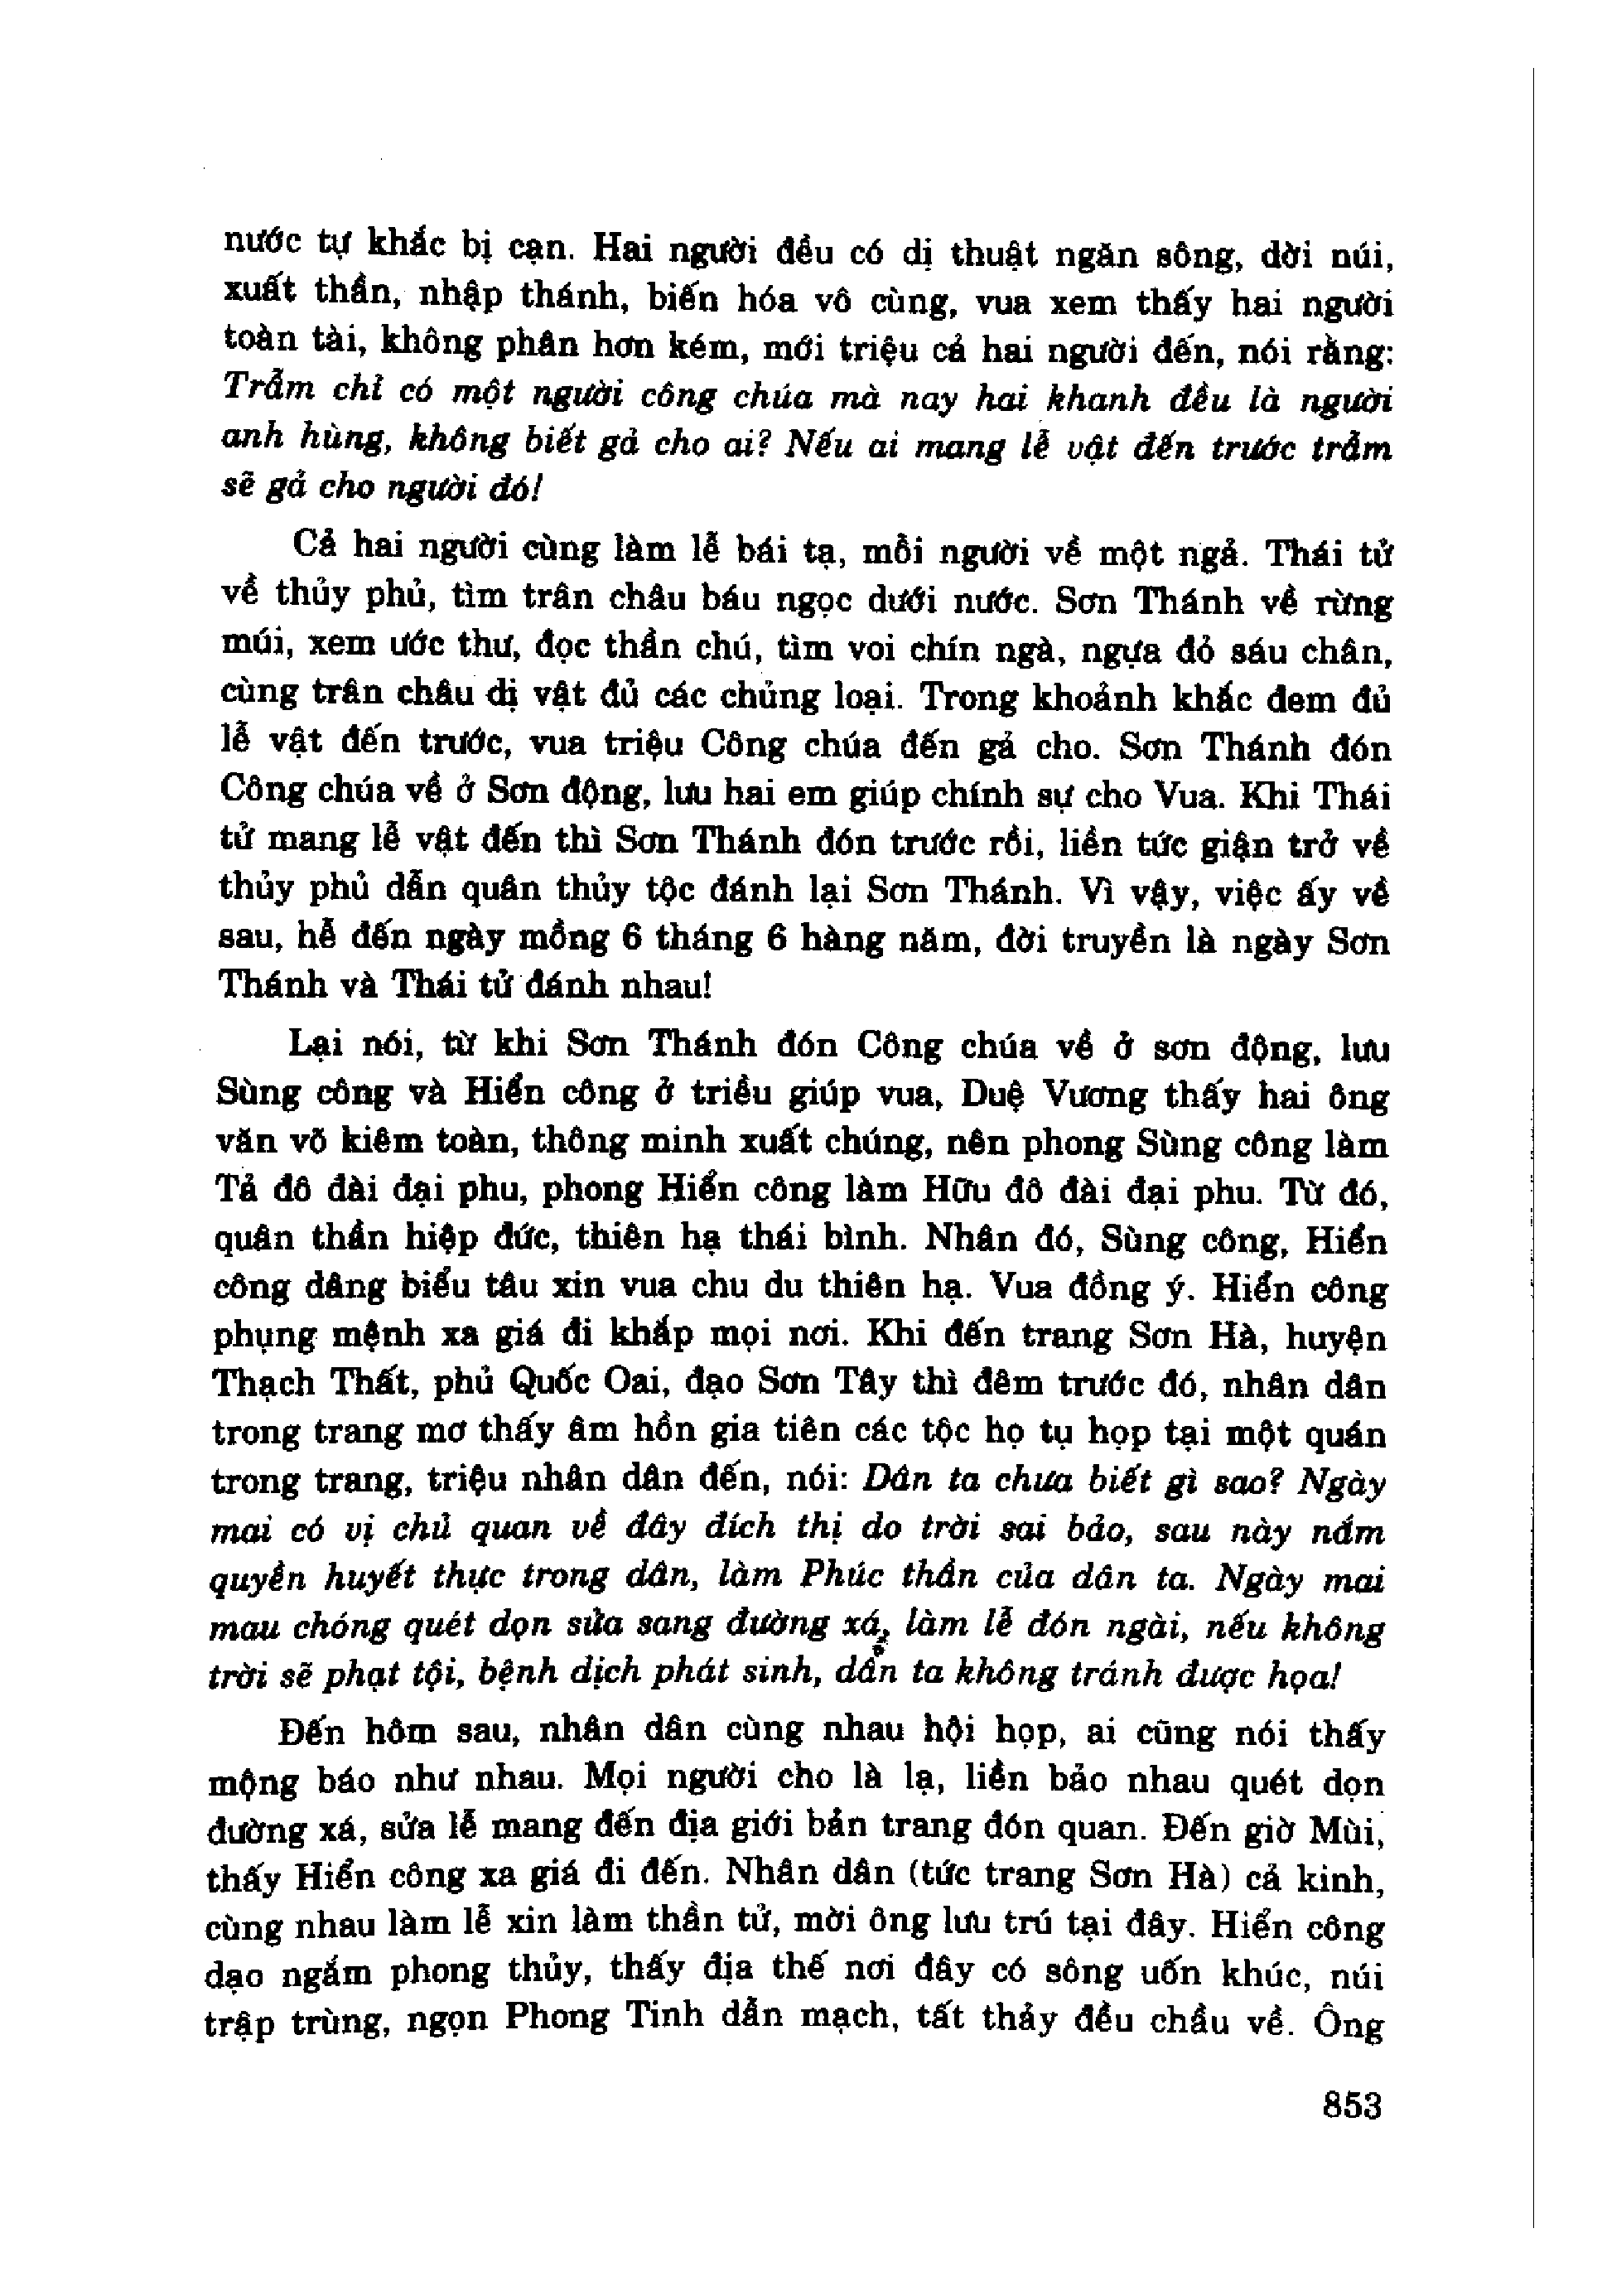 nước tự khắc bị cạn. Hai người đều có dị thuật ngăn sông, dời núi,
xuất thần, nhập thánh, biến hóa vô cùng, vua xem thấy hai người
toàn tài, không phân hơn kém, mới triệu cả hai người đến, nói rằng:
Trẫm chỉ có một người công chúa mà nay hai khanh đều là người
anh hùng, không biết gả cho ai? Nếu ai mang lễ vật đến trước trẫm
sẽ gả cho người đó!
Cả hai người cùng làm lễ bái tạ, mỗi người về một ngả. Thái tử
về thủy phủ, tìm trân châu báu ngọc dưới nước. Sơn Thánh về rừng
múi, xem ước thư, đọc thần chú, tìm voi chín ngà, ngựa đỏ sáu chân,
cùng trân châu dị vật đủ các chủng loại. Trong khoảnh khắc đem đủ
lễ vật đến trước, vua triệu Công chúa đến gả cho. Sơn Thánh đón
Công chúa về ở Sơn động, lưu hai em giúp chính sự cho Vua. Khi Thái
tử mang lễ vật đến thì Sơn Thánh đón trước rồi, liền tức giận trở về
thủy phủ dẫn quân thủy tộc đánh lại Sơn Thánh. Vì vậy, việc ấy về
sau, hễ đến ngày mồng 6 tháng 6 hàng năm, đời truyền là ngày Sơn
Thánh và Thái tử đánh nhau!
Lại nói, từ khi Sơn Thánh đón Công chúa về ở sơn động, lưu
Sùng công và Hiển công ở triều giúp vua, Duệ Vương thấy hai ông
văn võ kiêm toàn, thông minh xuất chúng, nên phong Sùng công làm
Tả đô đài đại phu, phong Hiển công làm Hữu đô đài đại phu. Từ đó,
quân thần hiệp đức, thiên hạ thái bình. Nhân đó, Sùng công, Hiển
công dâng biểu tâu xin vua chu du thiên hạ. Vua đồng ý. Hiển công
phụng mệnh xa giá đi khắp mọi nơi. Khi đến trang Sơn Hà, huyện
Thạch Thất, phủ Quốc Oai, đạo Sơn Tây thì đêm trước đó, nhân dân
trong trang mơ thấy âm hồn gia tiên các tộc họ tụ họp tại một quán
trong trang, triệu nhân dân đến, nói: Dân ta chưa biết gì sao? Ngày
mai có vị chủ quan về đây đích thị do trời sai bảo, sau này nắm
quyền huyết thực trong dân, làm Phúc thần của dân ta. Ngày mai
mau chóng quét dọn sửa sang đường xá, làm lễ đón ngài, nếu không
trời sẽ phạt tội, bệnh dịch phát sinh, dân ta không tránh được họa!
Đến hôm sau, nhân dân cùng nhau hội họp, ai cũng nói thấy
mộng báo như nhau. Mọi người cho là lạ, liền bảo nhau quét dọn
đường xá, sửa lễ mang đến địa giới bản trang đón quan. Đến giờ Mùi,
thấy Hiển công xa giá đi đến. Nhân dân (tức trang Sơn Hà) cả kinh,
cùng nhau làm lễ xin làm thần tử, mời ông lưu trú tại đây. Hiển công
dạo ngắm phong thủy, thấy địa thế nơi đây có sông uốn khúc, núi
trập trùng, ngọn Phong Tinh dẫn mạch, tất thảy đều chầu về. Ông
853